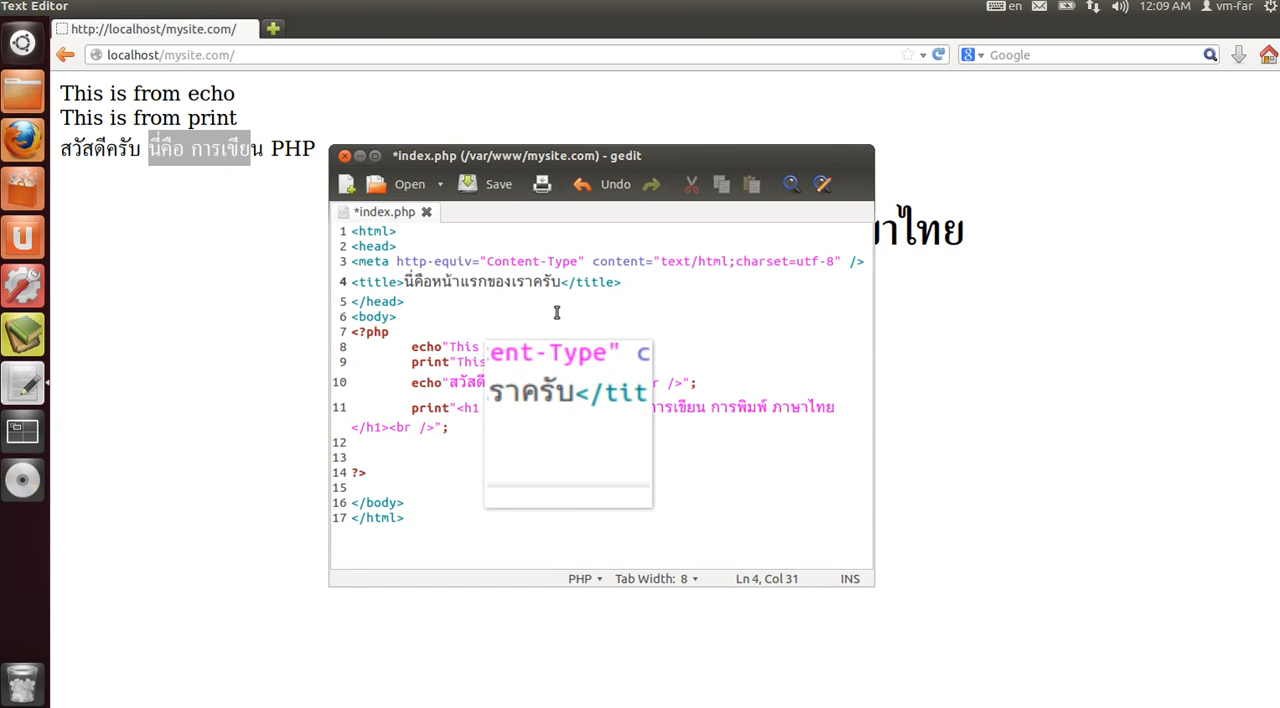 Text Editor
en
12:09 AM
vm-far
http://localhost/mysite.com/
localhost/mysite.com/
Google
This is from echo
This is from print
สวัสดีครับ นี่คือ การเขียน PHP
าไทย
*index.php (/var/www/mysite.com) - gedit
Open
Save
Undo
*index.php
1 <html>
2 <head>
3 <meta http-equiv="Content-Type" content="text/html;charset=utf-8" />
4 <title>นี่คือหน้าแรกของเราครับ</title>
5 </head>
6 <body>
7 <?php
8 echo"This
9 print"This
10 echo"สวัสดี r />";
11 print"<h1 การเขียน การพิมพ์ ภาษาไทย
</h1><br />";
12
13
14 ?>
15
16 </body>
17 </html>
ent-Type" c
ราครับ</tit
PHP
Tab Width: 8
Ln 4, Col 31
INS